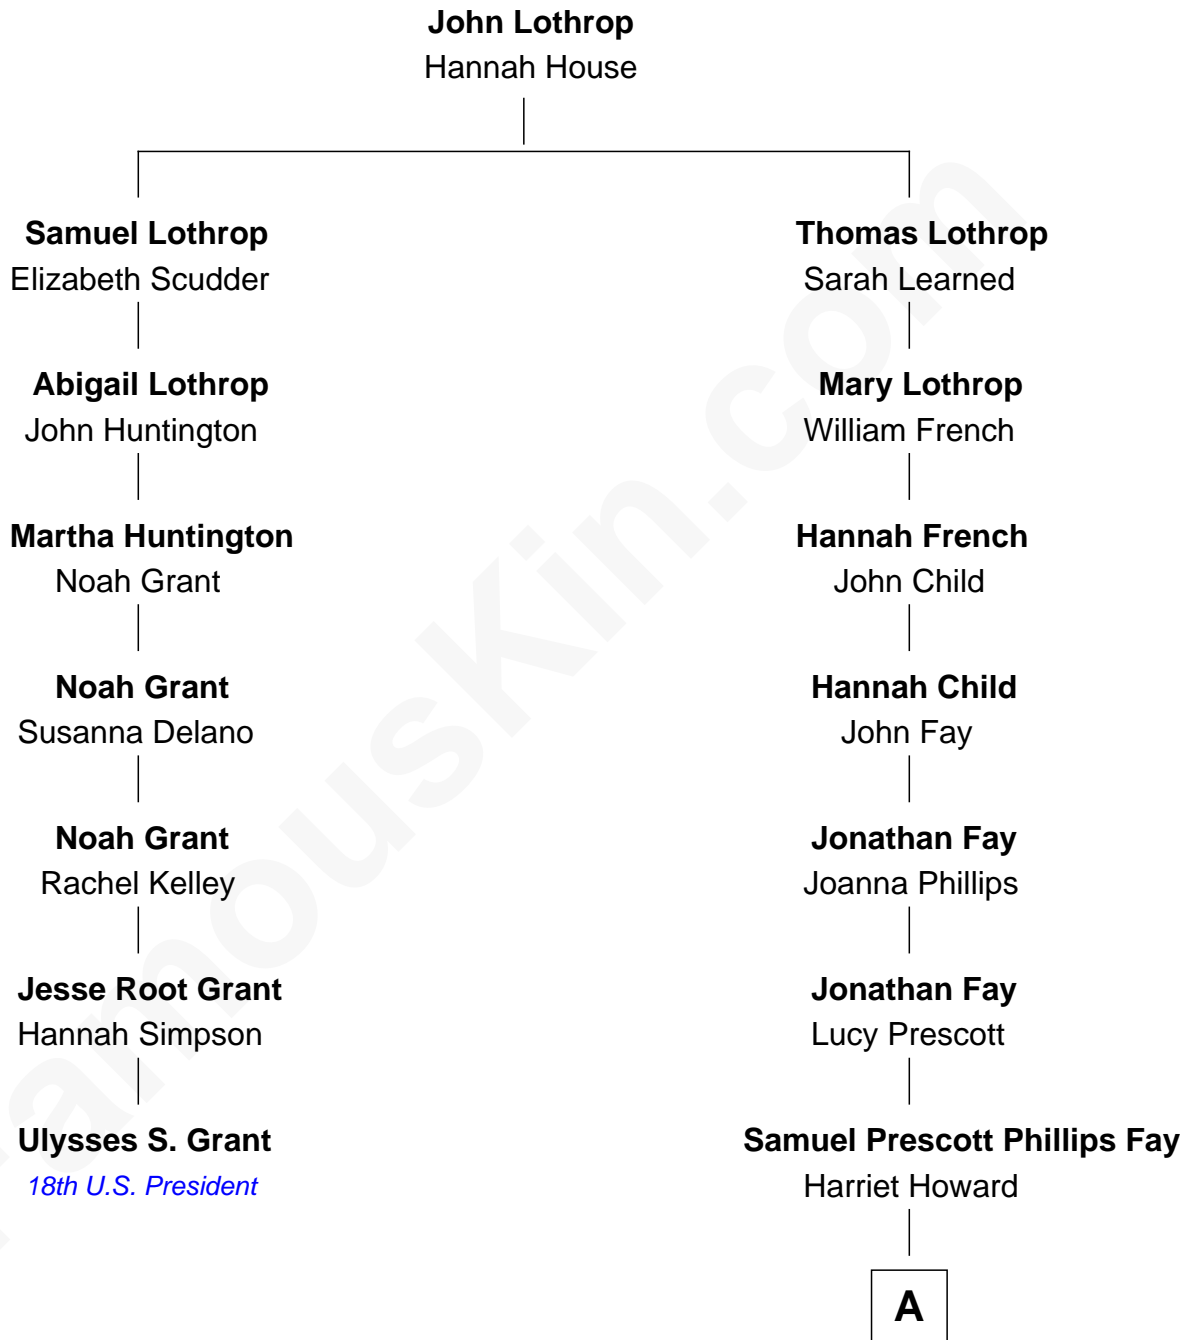 John Lothrop
Hannah House
Samuel Lothrop
Elizabeth Scudder
Thomas Lothrop
Sarah Learned
Abigail Lothrop
John Huntington
Mary Lothrop
William French
Martha Huntington
Noah Grant
Hannah French
John Child
Noah Grant
Susanna Delano
Hannah Child
John Fay
Noah Grant
Rachel Kelley
Jonathan Fay
Joanna Phillips
Jesse Root Grant
Hannah Simpson
Jonathan Fay
Lucy Prescott
Ulysses S. Grant
18th U.S. President
Samuel Prescott Phillips Fay
Harriet Howard
A
FamousKin.com